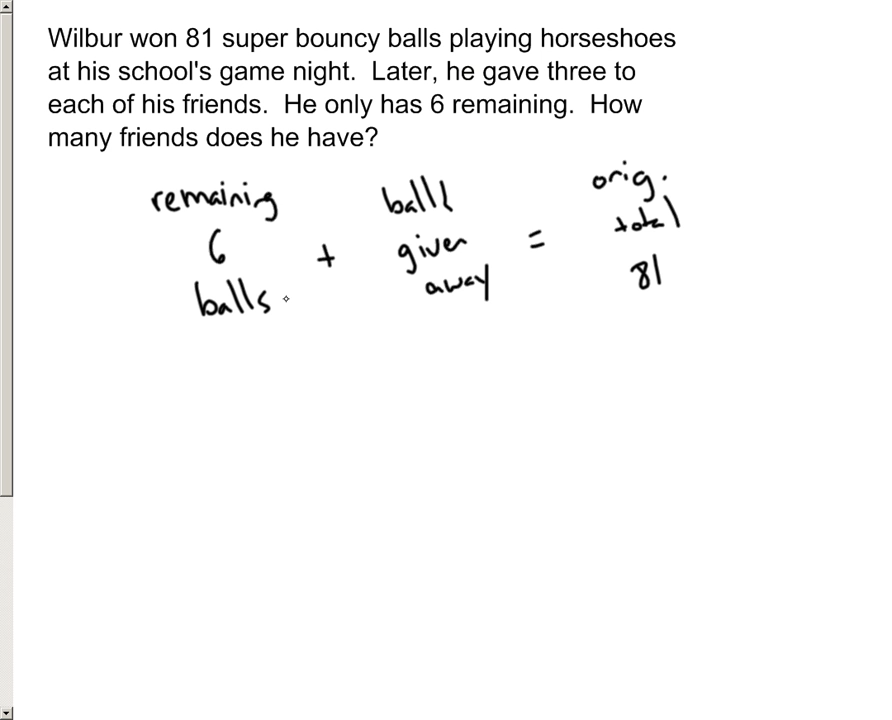 Wilbur won 81 super bouncy balls playing horseshoes
at his school's game night.  Later, he gave three to
each of his friends.  He only has 6 remaining.  How
many friends does he have?
remaining balls orig.
6 + given = total
balls. away 81